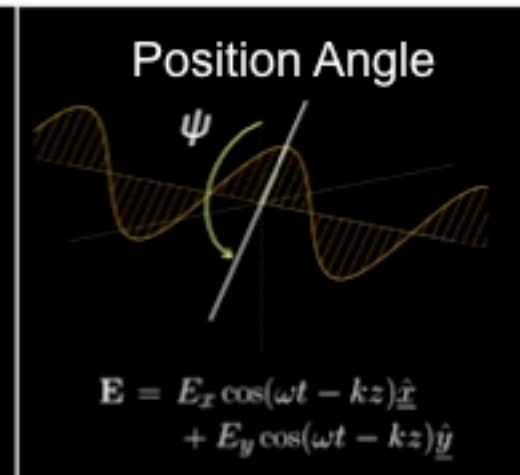 Position Angle
ψ
E = E_x cos(ωt − kz)x̲̂
+ E_y cos(ωt − kz)ŷ̲